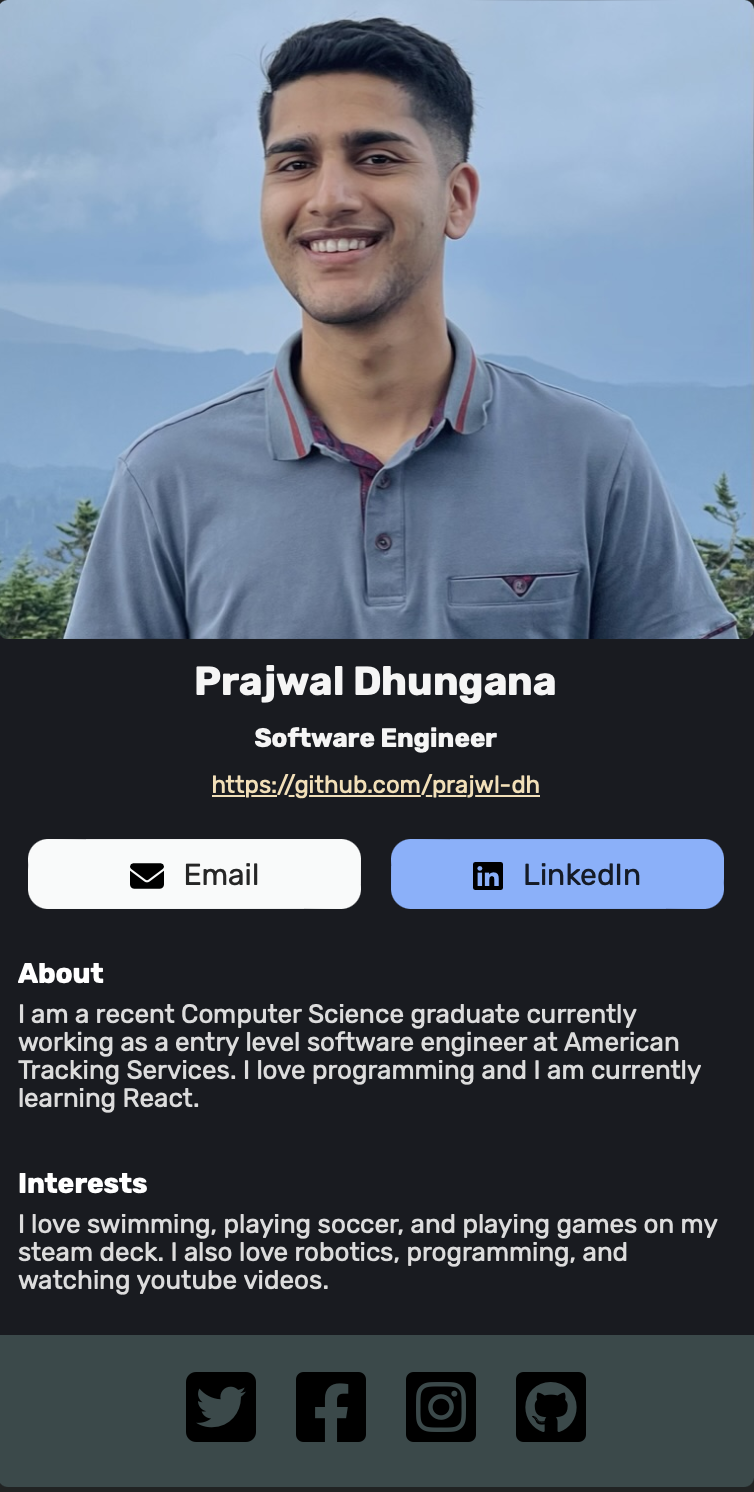 Prajwal Dhungana
Software Engineer
https://github.com/prajwl-dh
Email
LinkedIn
About
I am a recent Computer Science graduate currently
working as a entry level software engineer at American
Tracking Services. I love programming and I am currently
learning React.
Interests
I love swimming, playing soccer, and playing games on my
steam deck. I also love robotics, programming, and
watching youtube videos.